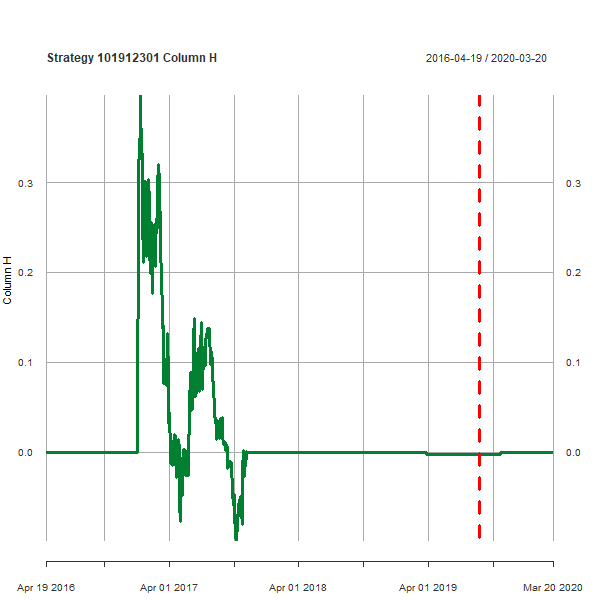 Strategy 101912301 Column H
2016-04-19 / 2020-03-20
0.3
0.3
0.2
0.2
Column H
0.1
0.1
0.0
0.0
Apr 19 2016
Apr 01 2017
Apr 01 2018
Apr 01 2019
Mar 20 2020